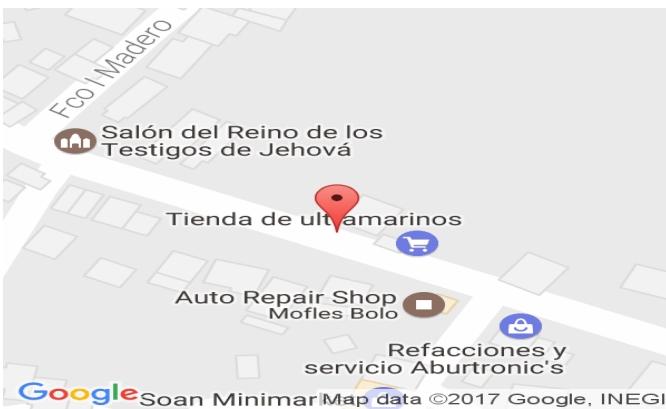 Fco I Madero
Salón del Reino de los
Testigos de Jehová
Tienda de ultramarinos
Auto Repair Shop
Mofles Bolo
Refacciones y
servicio Aburtronic's
Google
Soan Minimar
Map data ©2017 Google, INEGI